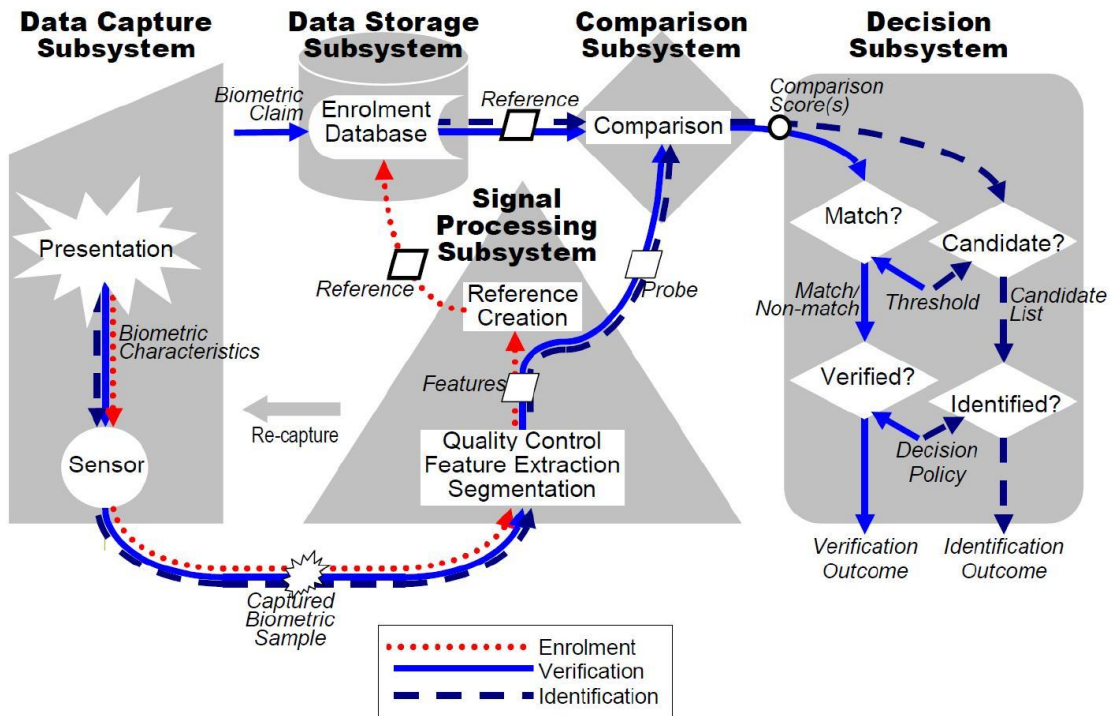 Data Capture
Subsystem
Data Storage
Subsystem
Comparison
Subsystem
Decision
Subsystem
Biometric
Claim
Enrolment
Database
Reference
Comparison
Comparison
Score(s)
Presentation
Signal
Processing
Subsystem
Match?
Candidate?
Reference
Reference
Creation
Probe
Match/
Non-match
Threshold
Candidate
List
Biometric
Characteristics
Features
Verified?
Identified?
Re-capture
Sensor
Quality Control
Feature Extraction
Segmentation
Decision
Policy
Verification
Outcome
Identification
Outcome
Captured
Biometric
Sample
Enrolment
Verification
Identification